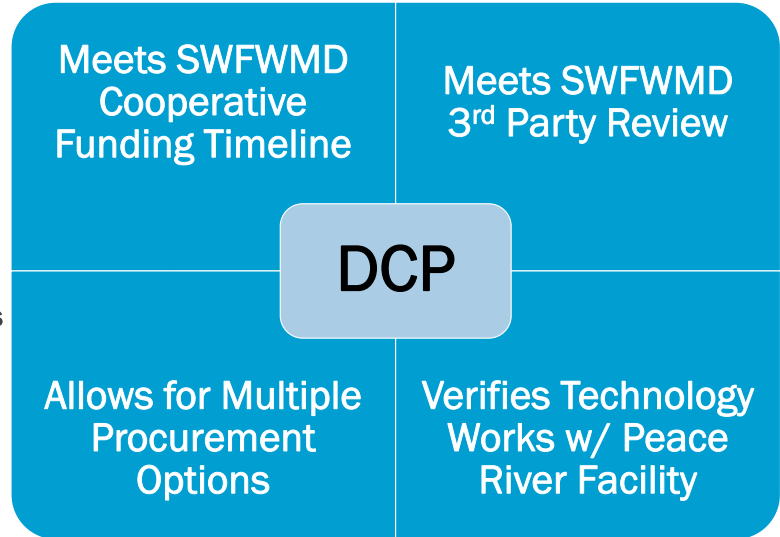 Meets SWFWMD
Cooperative
Funding Timeline
Meets SWFWMD
3rd Party Review
DCP
s
Allows for Multiple
Procurement
Options
Verifies Technology
Works w/ Peace
River Facility